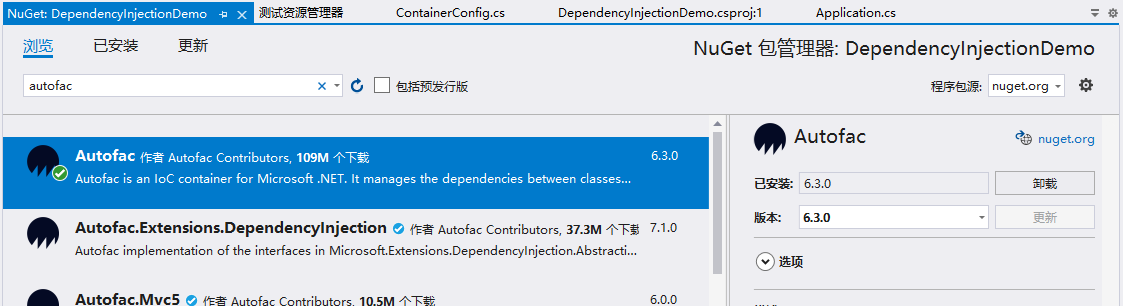 NuGet: DependencyInjectionDemo 测试资源管理器 ContainerConfig.cs DependencyInjectionDemo.csproj:1 Application.cs
浏览 已安装 更新 NuGet 包管理器: DependencyInjectionDemo
autofac 包括预发行版 程序包源: nuget.org
Autofac 作者 Autofac Contributors, 109M 个下载 6.3.0
Autofac is an IoC container for Microsoft .NET. It manages the dependencies between classes...
Autofac.Extensions.DependencyInjection 作者 Autofac Contributors, 37.3M 个下载 7.1.0
Autofac implementation of the interfaces in Microsoft.Extensions.DependencyInjection.Abstracti...
Autofac.Mvc5 作者 Autofac Contributors, 10.5M 个下载 6.0.0
Autofac nuget.org
已安装: 6.3.0 卸载
版本: 6.3.0 更新
选项